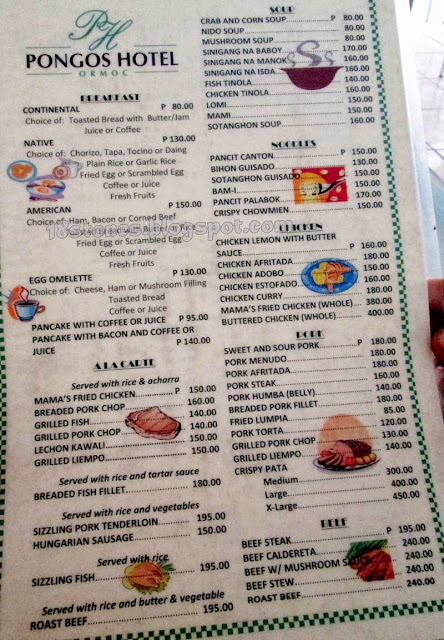 PH
PONGOS HOTEL
ORMOC
BREAKFAST
CONTINENTAL P 80.00
Choice of: Toasted Bread with Butter/Jam
Juice or Coffee
NATIVE P 130.00
Choice of: Chorizo, Tapa, Tocino or Daing
Plain Rice or Garlic Rice
Fried Egg or Scrambled Egg
Coffee or Juice
Fresh Fruits
AMERICAN P 150.00
Choice of: Ham, Bacon or Corned Beef
Toasted Bread with Butter / Rice
Fried Egg or Scrambled Egg
Coffee or Juice
Fresh Fruits
EGG OMELETTE P 130.00
Choice of: Cheese, Ham or Mushroom Filling
Toasted Bread
Coffee or Juice
PANCAKE WITH COFFEE OR JUICE P 95.00
PANCAKE WITH BACON AND COFFEE OR
JUICE P 140.00
A LA CARTE
Served with rice & acharra
MAMA'S FRIED CHICKEN P 150.00
BREADED PORK CHOP 160.00
GRILLED FISH 140.00
GRILLED PORK CHOP 140.00
LECHON KAWALI 150.00
GRILLED LIEMPO 150.00
Served with rice and tartar sauce
BREADED FISH FILLET 180.00
Served with rice and vegetables
SIZZLING PORK TENDERLOIN 195.00
HUNGARIAN SAUSAGE 150.00
Served with rice
SIZZLING FISH 195.00
Served with rice and butter & vegetable
ROAST BEEF 195.00
SOUP
CRAB AND CORN SOUP P 80.00
NIDO SOUP 80.00
MUSHROOM SOUP 80.00
SINIGANG NA BABOY 170.00
SINIGANG NA MANOK 160.00
SINIGANG NA ISDA 160.00
FISH TINOLA 150.00
CHICKEN TINOLA 160.00
LOMI 150.00
MAMI 150.00
SOTANGHON SOUP 160.00
NOODLES
PANCIT CANTON P 150.00
BIHON GUISADO 130.00
SOTANGHON GUISADO 150.00
BAM-I 150.00
PANCIT PALABOK 150.00
CRISPY CHOWMIEN 150.00
CHICKEN
CHICKEN LEMON WITH BUTTER
SAUCE P 160.00
CHICKEN AFRITADA 180.00
CHICKEN ADOBO 150.00
CHICKEN ESTOFADO 160.00
CHICKEN CURRY 180.00
MAMA'S FRIED CHICKEN (WHOLE) 380.00
BUTTERED CHICKEN (WHOLE) 400.00
PORK
SWEET AND SOUR PORK P 180.00
PORK MENUDO 180.00
PORK AFRITADA 180.00
PORK STEAK 160.00
PORK HUMBA (BELLY) 140.00
BREADED PORK FILLET 180.00
FRIED LUMPIA 85.00
PORK TORTA 120.00
GRILLED PORK CHOP 130.00
GRILLED LIEMPO 140.00
CRISPY PATA
Medium 300.00
Large 400.00
X-Large 450.00
BEEF
BEEF STEAK P 195.00
BEEF CALDERETA 240.00
BEEF W/ MUSHROOM 240.00
BEEF STEW 240.00
ROAST BEEF 240.00